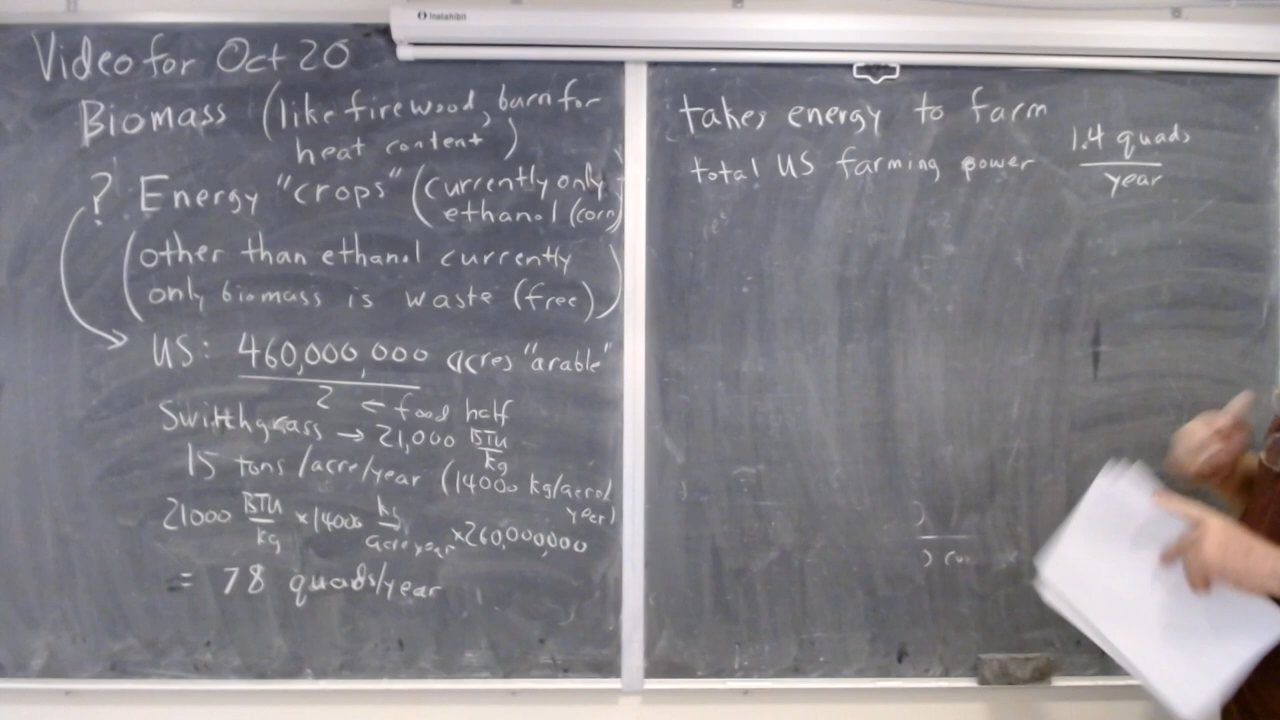 Instahibit
Video for Oct 20
Biomass (like firewood, burn for
heat content)
? Energy "crops" (currently only
ethanol (corn)
(other than ethanol currently
only biomass is waste (free))
US: 460,000,000 acres "arable"
2 ← food half
Switchgrass → 21,000 BTU
kg
15 tons/acre/year (14000 kg/acre/
year)
21000 BTU/kg × 14000 kg/acre year × 260,000,000
= 78 quads/year
takes energy to farm
total US farming power 1.4 quads
year